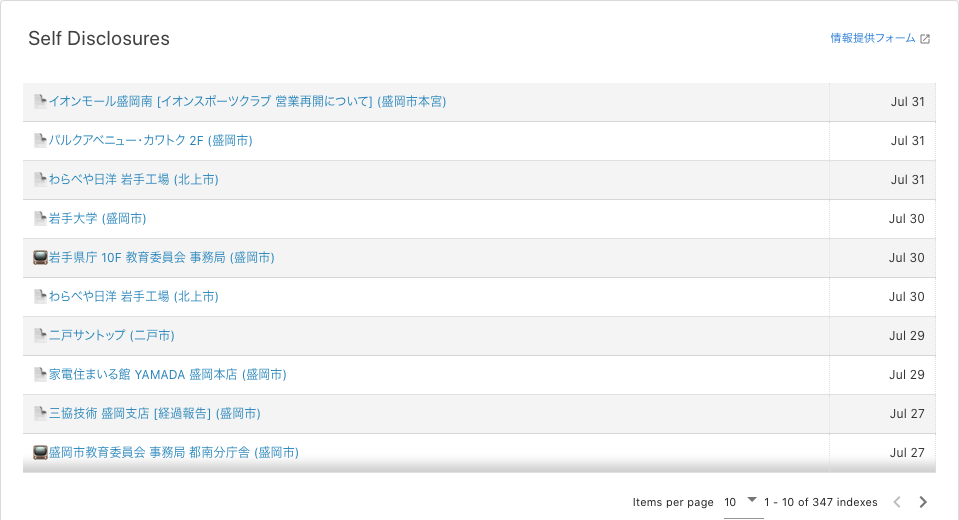 Self Disclosures
情報提供フォーム
イオンモール盛岡南 [イオンスポーツクラブ 営業再開について] (盛岡市本宮) Jul 31
パルクアベニュー・カワトク 2F (盛岡市) Jul 31
わらべや日洋 岩手工場 (北上市) Jul 31
岩手大学 (盛岡市) Jul 30
岩手県庁 10F 教育委員会 事務局 (盛岡市) Jul 30
わらべや日洋 岩手工場 (北上市) Jul 30
二戸サントップ (二戸市) Jul 29
家電住まいる館 YAMADA 盛岡本店 (盛岡市) Jul 29
三協技術 盛岡支店 [経過報告] (盛岡市) Jul 27
盛岡市教育委員会 事務局 都南分庁舎 (盛岡市) Jul 27
Items per page 10 1 - 10 of 347 indexes